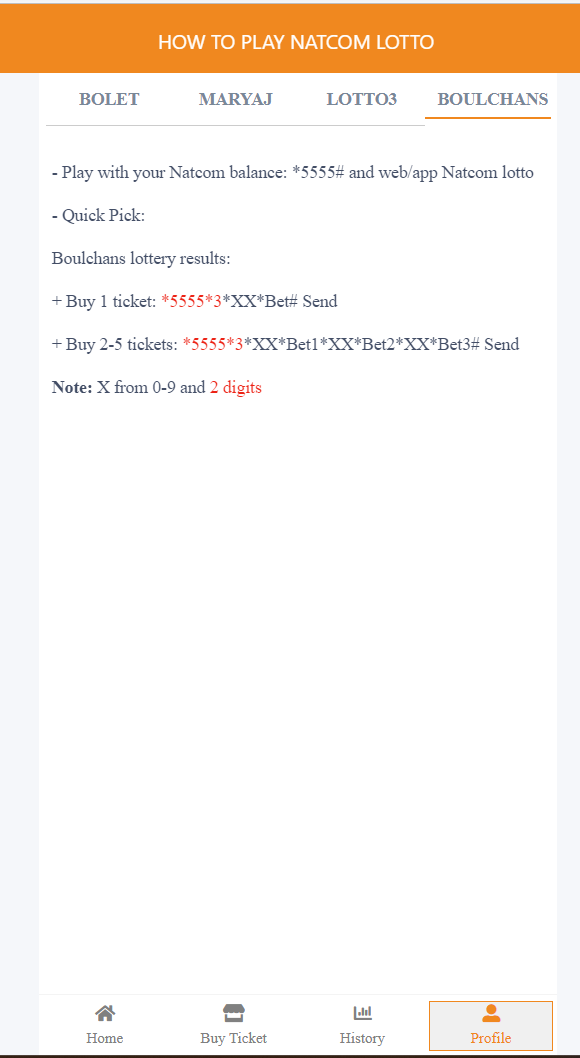 HOW TO PLAY NATCOM LOTTO
BOLET MARYAJ LOTTO3 BOULCHANS
- Play with your Natcom balance: *5555# and web/app Natcom lotto
- Quick Pick:
Boulchans lottery results:
+ Buy 1 ticket: *5555*3*XX*Bet# Send
+ Buy 2-5 tickets: *5555*3*XX*Bet1*XX*Bet2*XX*Bet3# Send
Note: X from 0-9 and 2 digits
Home Buy Ticket History Profile